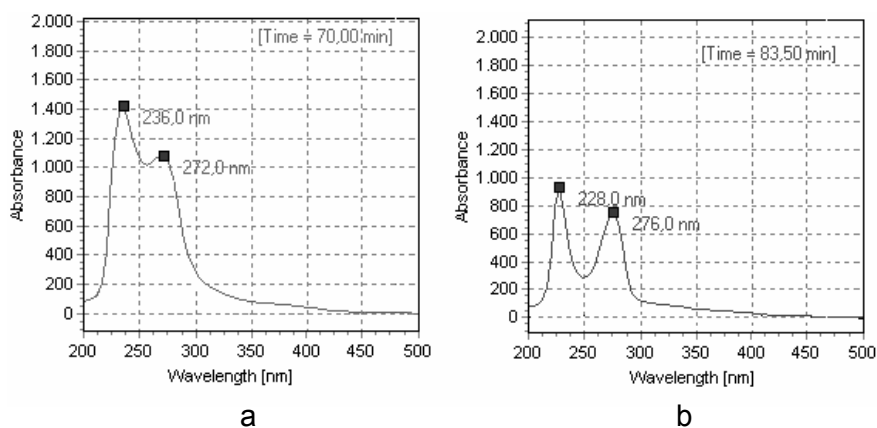 2.000
1.800
1.600
1.400
1.200
1.000
800
600
400
200
0
Absorbance
[Time = 70,00 min]
236,0 nm
272,0 nm
200 250 300 350 400 450 500
Wavelength [nm]
a
2.000
1.800
1.600
1.400
1.200
1.000
800
600
400
200
0
Absorbance
[Time = 83,50 min]
228,0 nm
276,0 nm
200 250 300 350 400 450 500
Wavelength [nm]
b